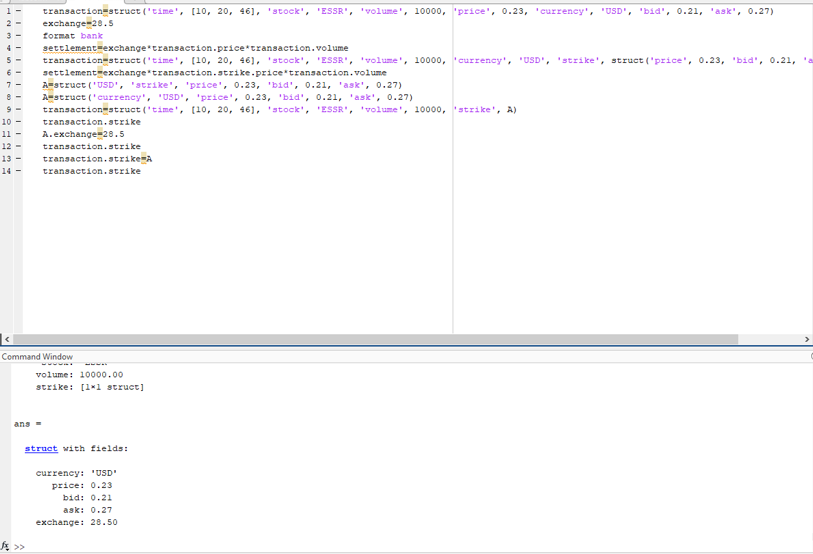 1 - transaction=struct('time', [10, 20, 46], 'stock', 'ESSR', 'volume', 10000, 'price', 0.23, 'currency', 'USD', 'bid', 0.21, 'ask', 0.27)
2 - exchange=28.5
3 - format bank
4 - settlement=exchange*transaction.price*transaction.volume
5 - transaction=struct('time', [10, 20, 46], 'stock', 'ESSR', 'volume', 10000, 'currency', 'USD', 'strike', struct('price', 0.23, 'bid', 0.21, 'a
6 - settlement=exchange*transaction.strike.price*transaction.volume
7 - A=struct('USD', 'strike', 'price', 0.23, 'bid', 0.21, 'ask', 0.27)
8 - A=struct('currency', 'USD', 'price', 0.23, 'bid', 0.21, 'ask', 0.27)
9 - transaction=struct('time', [10, 20, 46], 'stock', 'ESSR', 'volume', 10000, 'strike', A)
10 - transaction.strike
11 - A.exchange=28.5
12 - transaction.strike
13 - transaction.strike=A
14 - transaction.strike
Command Window
volume: 10000.00
strike: [1×1 struct]
ans =
struct with fields:
currency: 'USD'
price: 0.23
bid: 0.21
ask: 0.27
exchange: 28.50
fx >>